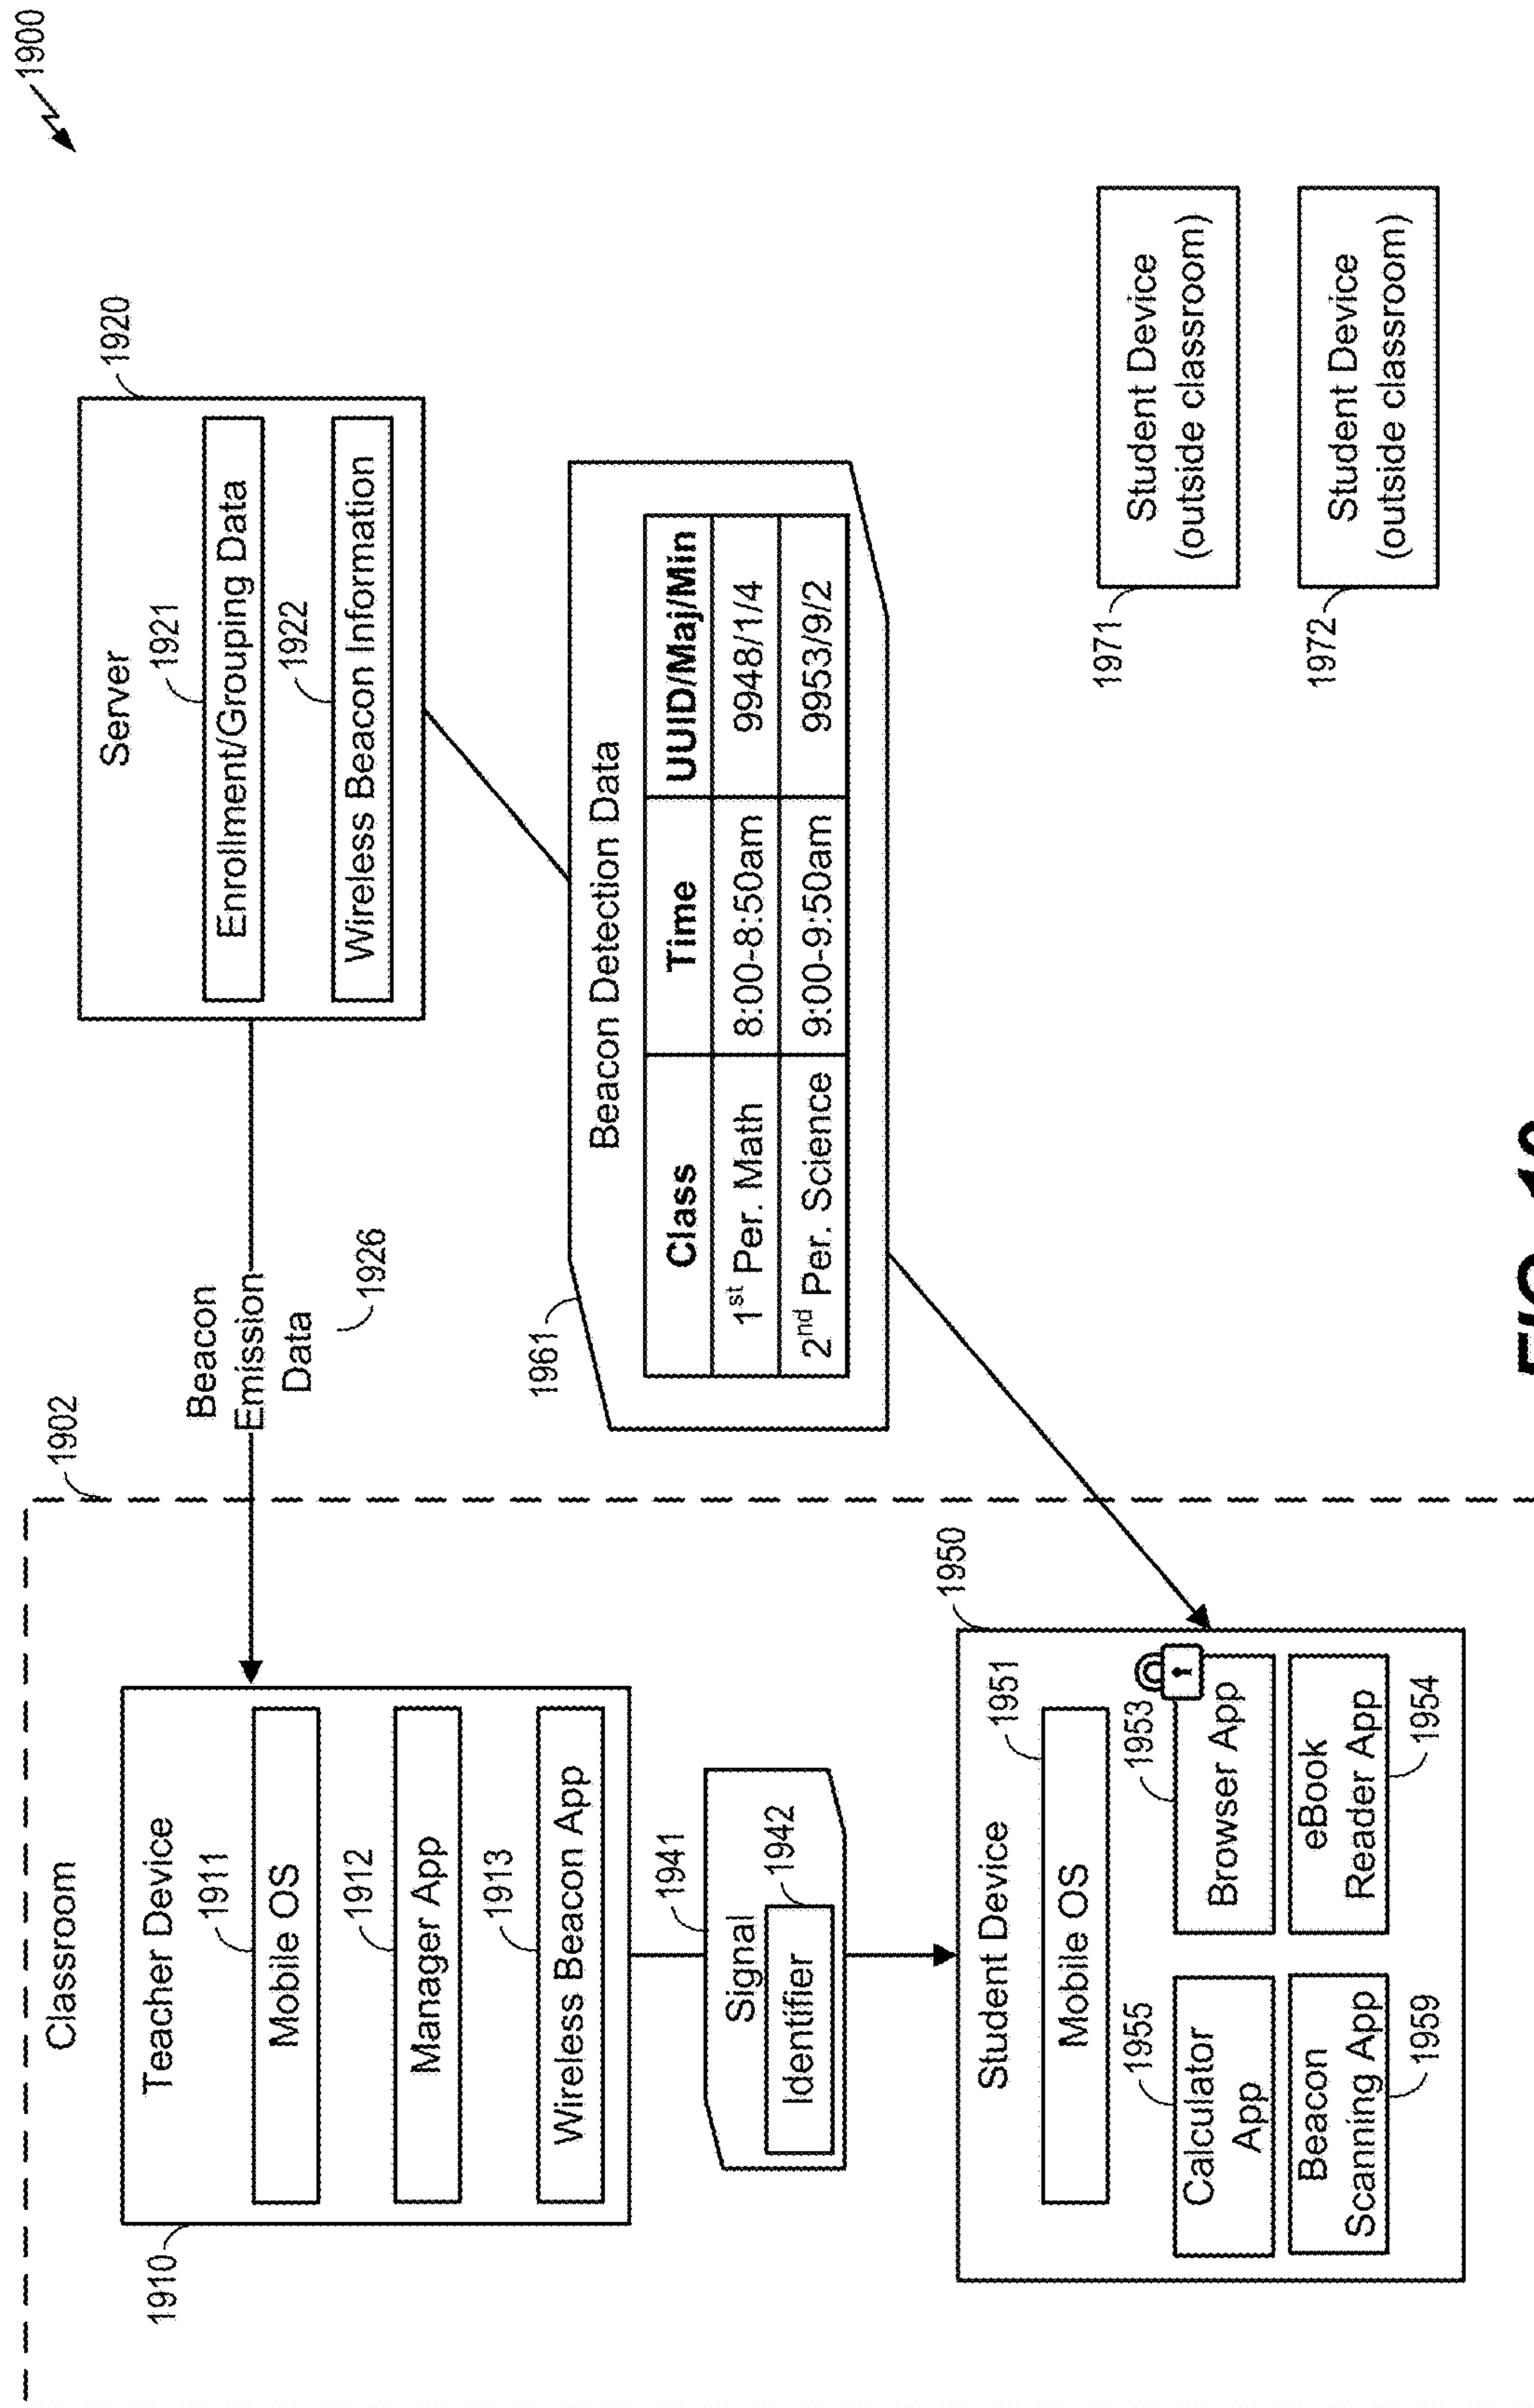 1900
1902
Classroom
1910
Teacher Device
1911
Mobile OS
1912
Manager App
1913
Wireless Beacon App
Beacon
Emission
Data
1926
1920
Server
1921
Enrollment/Grouping Data
1922
Wireless Beacon Information
1941
Signal
1942
Identifier
1961
Beacon Detection Data
Class Time UUID/Maj/Min
1st Per. Math 8:00-8:50am 9948/1/4
2nd Per. Science 9:00-9:50am 9953/9/2
1950
Student Device
1951
Mobile OS
1955
Calculator
App
1953
Browser App
Beacon
Scanning App
1959
eBook
Reader App
1954
1971
Student Device
(outside classroom)
1972
Student Device
(outside classroom)